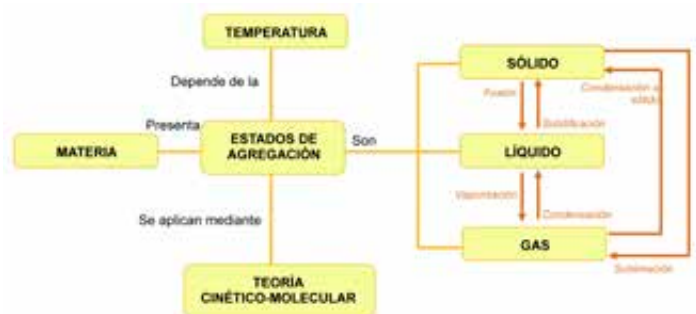 TEMPERATURA
Depende de la
Presenta
MATERIA
ESTADOS DE
AGREGACIÓN
Son
Se aplican mediante
TEORÍA
CINÉTICO-MOLECULAR
SÓLIDO
Fusión
Solidificación
Condensación a
sólido
LÍQUIDO
Vaporización
Condensación
GAS
Sublimación